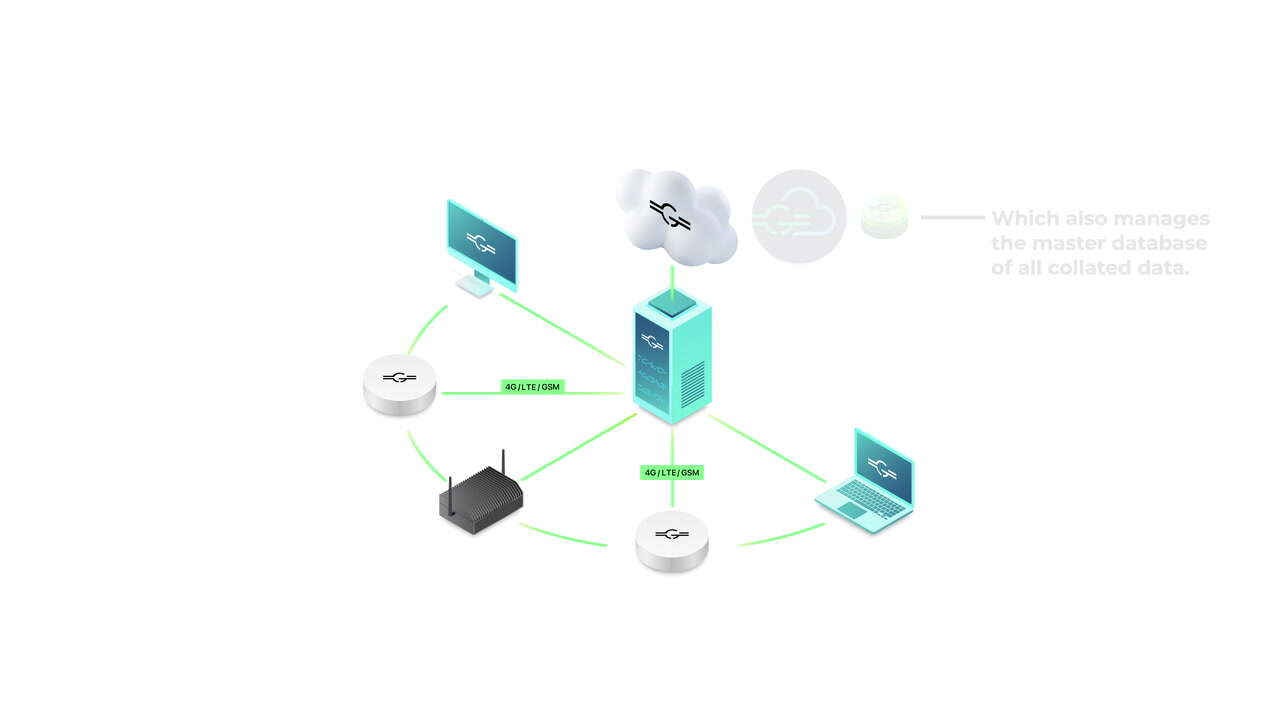 Which also manages
the master database
of all collated data.
4G/LTE/GSM
4G/LTE/GSM